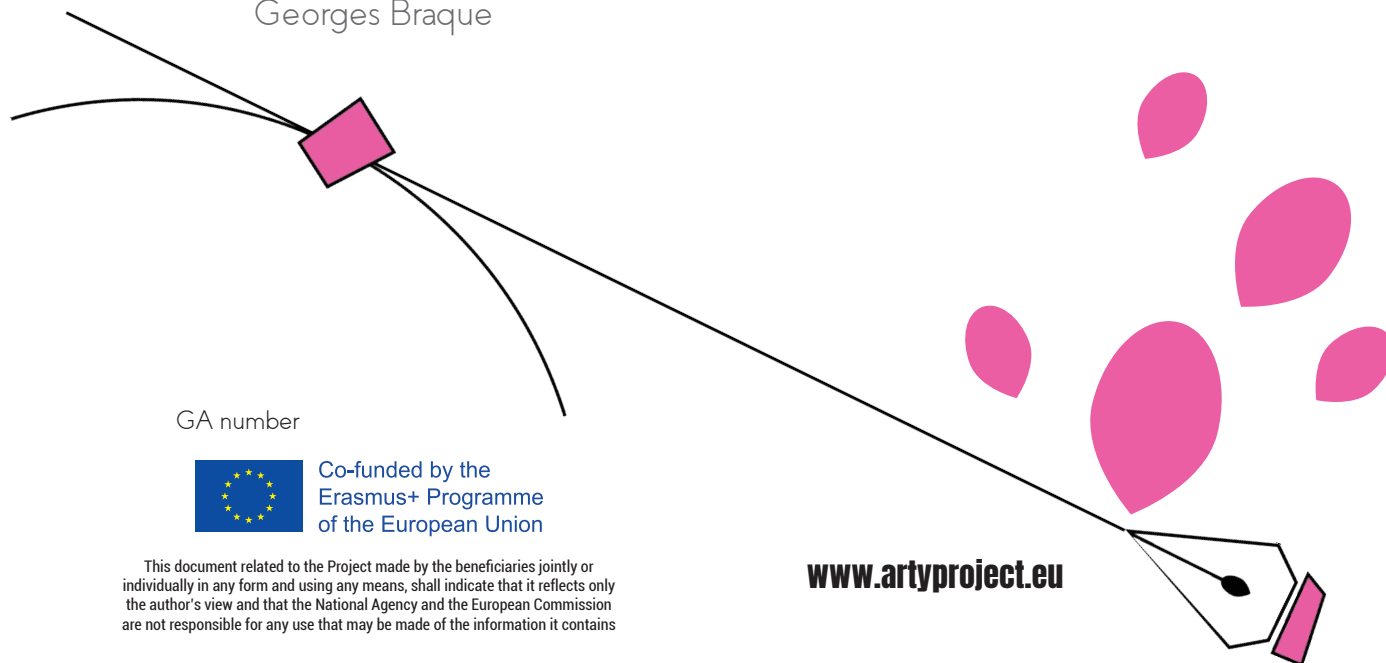 Georges Braque
GA number
Co-funded by the
Erasmus+ Programme
of the European Union
This document related to the Project made by the beneficiaries jointly or
individually in any form and using any means, shall indicate that it reflects only
the author's view and that the National Agency and the European Commission
are not responsible for any use that may be made of the information it contains
www.artyproject.eu